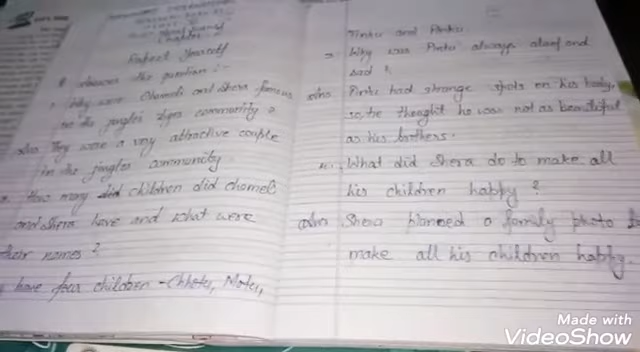 Respect Yourself
Answer the question :-
Why were Chameli and Shera famous
in the jungles community ?
Ans They were a very attractive couple
in the jungles community
How many did children did chameli
and Shera have and what were
their names ?
have four children - Chhotu, Motu,
Tinku and Pinku.
Why was Pinku always aloof and
sad ?
Ans Pinku had strange spots on his body,
so, he thought he was not as beautiful
as his brothers.
What did Shera do to make all
his children happy ?
Ans Shera planned a family photo to
make all his children happy.
Made with
VideoShow